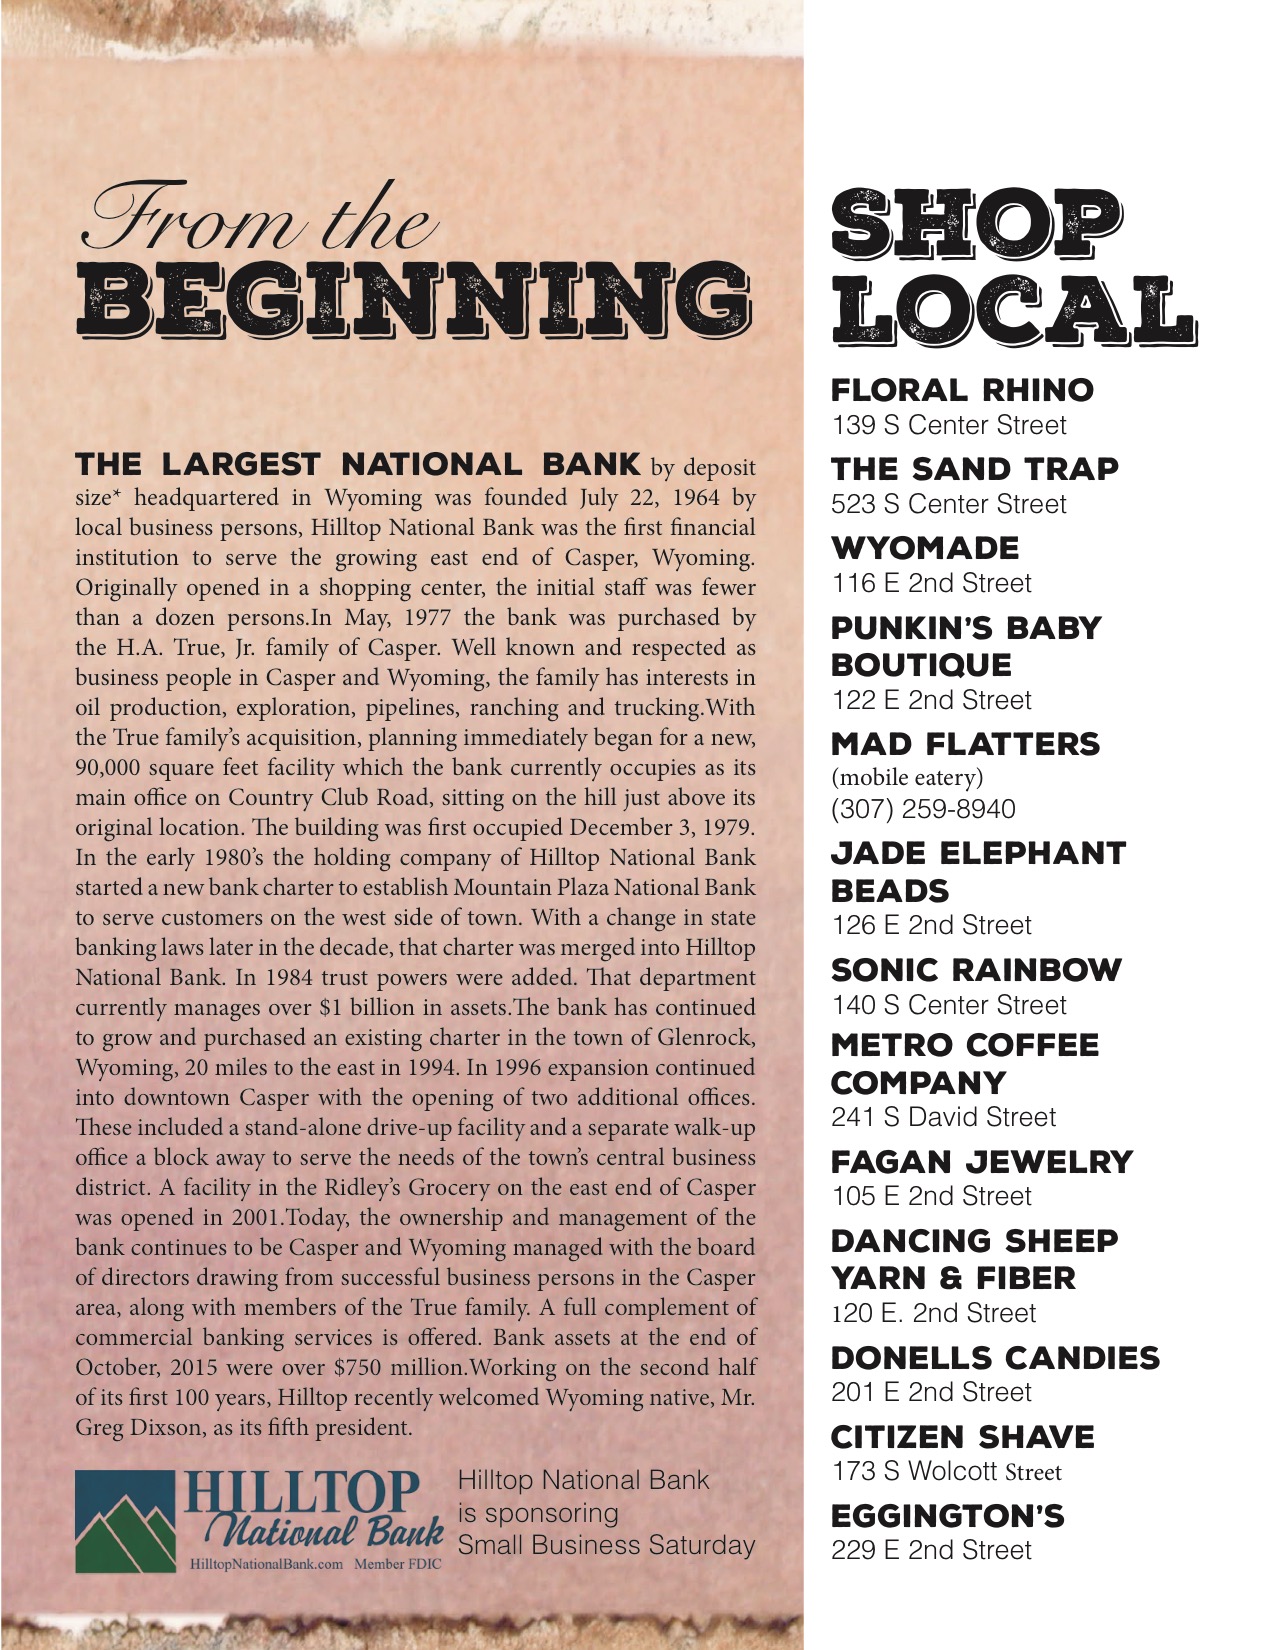 From the
BEGINNING
THE LARGEST NATIONAL BANK by deposit
size* headquartered in Wyoming was founded July 22, 1964 by
local business persons, Hilltop National Bank was the first financial
institution to serve the growing east end of Casper, Wyoming.
Originally opened in a shopping center, the initial staff was fewer
than a dozen persons.In May, 1977 the bank was purchased by
the H.A. True, Jr. family of Casper. Well known and respected as
business people in Casper and Wyoming, the family has interests in
oil production, exploration, pipelines, ranching and trucking.With
the True family's acquisition, planning immediately began for a new,
90,000 square feet facility which the bank currently occupies as its
main office on Country Club Road, sitting on the hill just above its
original location. The building was first occupied December 3, 1979.
In the early 1980's the holding company of Hilltop National Bank
started a new bank charter to establish Mountain Plaza National Bank
to serve customers on the west side of town. With a change in state
banking laws later in the decade, that charter was merged into Hilltop
National Bank. In 1984 trust powers were added. That department
currently manages over $1 billion in assets.The bank has continued
to grow and purchased an existing charter in the town of Glenrock,
Wyoming, 20 miles to the east in 1994. In 1996 expansion continued
into downtown Casper with the opening of two additional offices.
These included a stand-alone drive-up facility and a separate walk-up
office a block away to serve the needs of the town's central business
district. A facility in the Ridley's Grocery on the east end of Casper
was opened in 2001.Today, the ownership and management of the
bank continues to be Casper and Wyoming managed with the board
of directors drawing from successful business persons in the Casper
area, along with members of the True family. A full complement of
commercial banking services is offered. Bank assets at the end of
October, 2015 were over $750 million.Working on the second half
of its first 100 years, Hilltop recently welcomed Wyoming native, Mr.
Greg Dixson, as its fifth president.
HILLTOP
National Bank
HilltopNationalBank.com Member FDIC
Hilltop National Bank
is sponsoring
Small Business Saturday
SHOP
LOCAL
FLORAL RHINO
139 S Center Street
THE SAND TRAP
523 S Center Street
WYOMADE
116 E 2nd Street
PUNKIN'S BABY
BOUTIQUE
122 E 2nd Street
MAD FLATTERS
(mobile eatery)
(307) 259-8940
JADE ELEPHANT
BEADS
126 E 2nd Street
SONIC RAINBOW
140 S Center Street
METRO COFFEE
COMPANY
241 S David Street
FAGAN JEWELRY
105 E 2nd Street
DANCING SHEEP
YARN & FIBER
120 E. 2nd Street
DONELLS CANDIES
201 E 2nd Street
CITIZEN SHAVE
173 S Wolcott Street
EGGINGTON'S
229 E 2nd Street